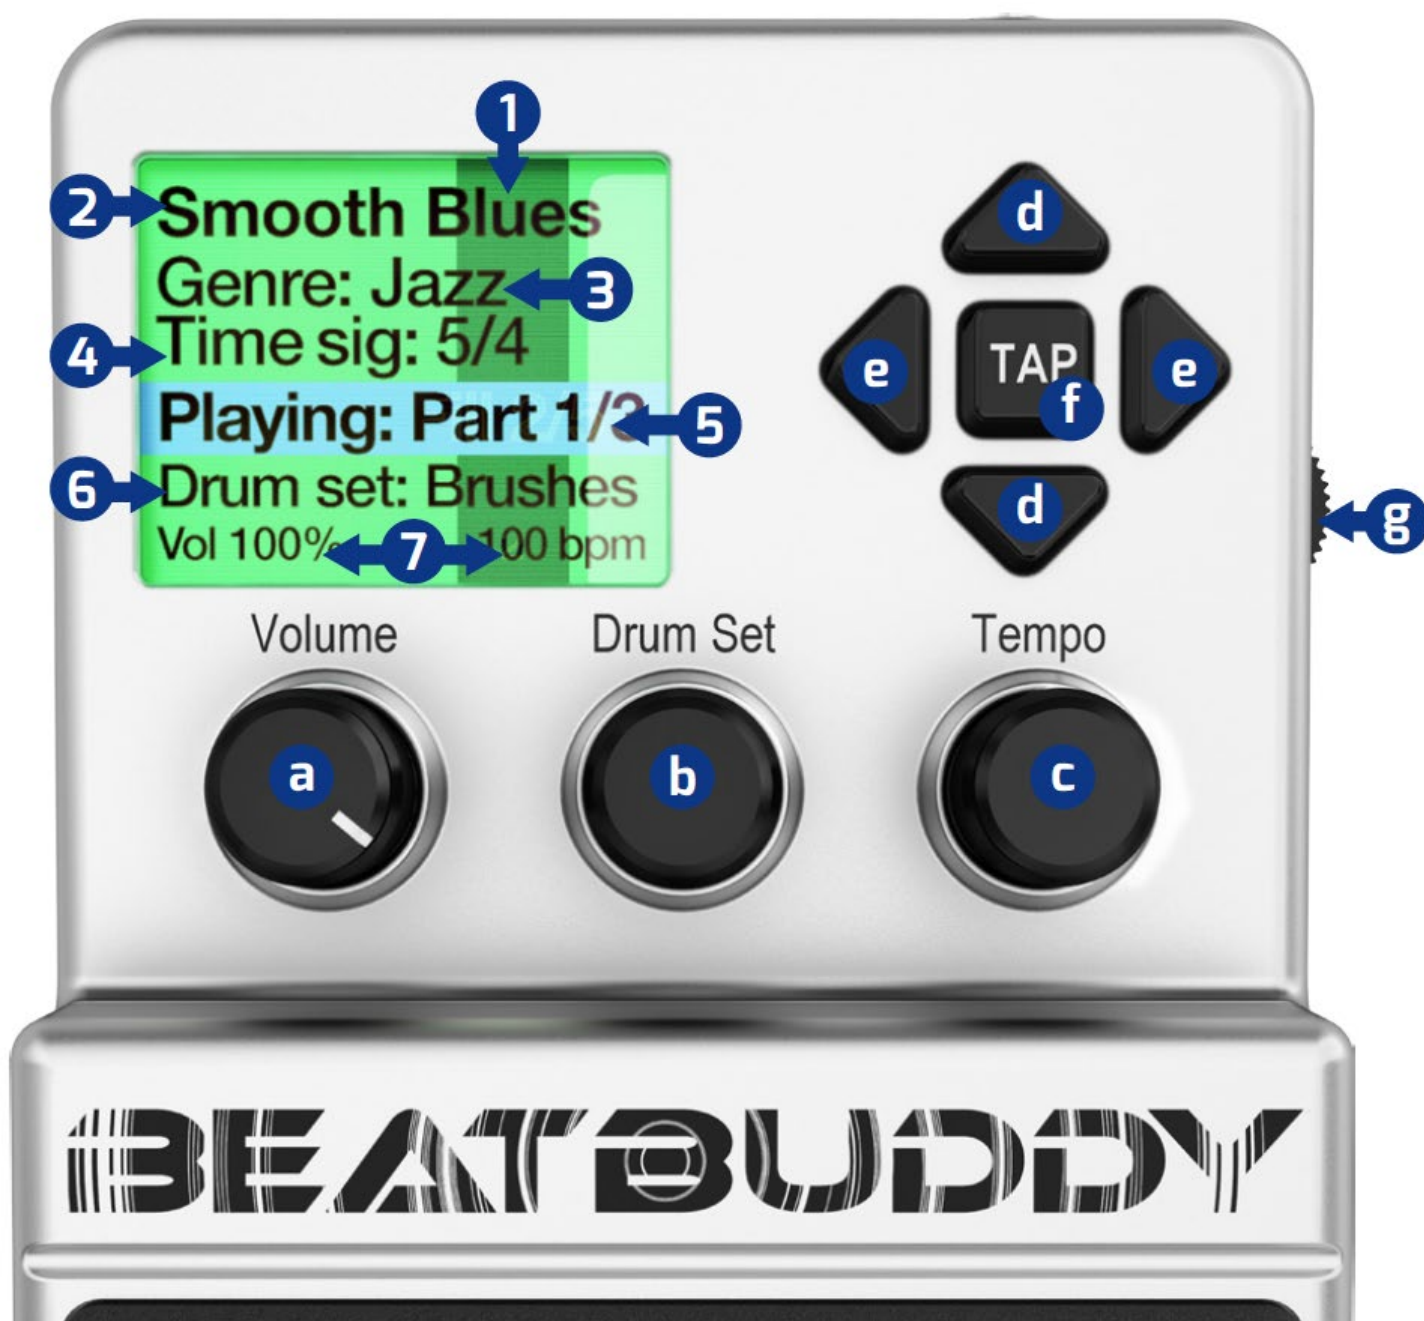 1
2 Smooth Blues
Genre: Jazz 3
4 Time sig: 5/4
Playing: Part 1/3 5
6 Drum set: Brushes
Vol 100% 7 100 bpm
d
e TAP e
f
d
g
Volume Drum Set Tempo
a b c
BEATBUDDY